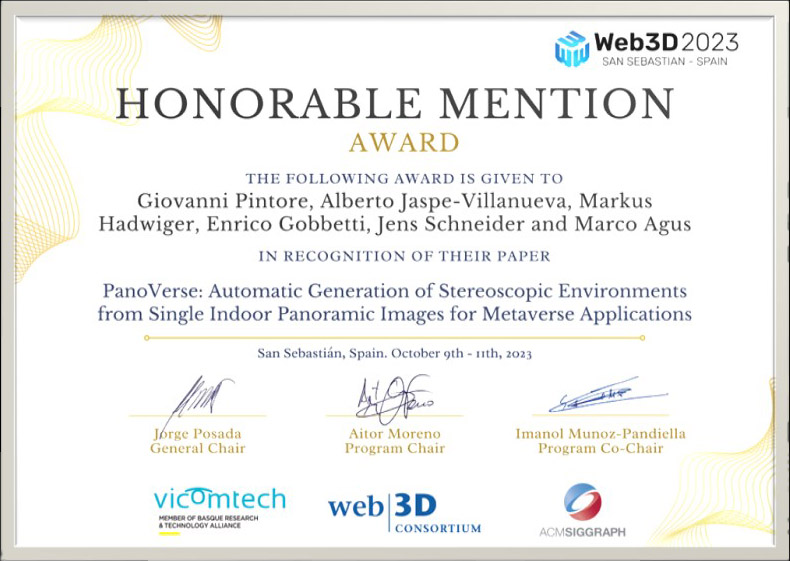 Web3D2023
SAN SEBASTIAN - SPAIN
HONORABLE MENTION
AWARD
THE FOLLOWING AWARD IS GIVEN TO
Giovanni Pintore, Alberto Jaspe-Villanueva, Markus
Hadwiger, Enrico Gobbetti, Jens Schneider and Marco Agus
IN RECOGNITION OF THEIR PAPER
PanoVerse: Automatic Generation of Stereoscopic Environments
from Single Indoor Panoramic Images for Metaverse Applications
San Sebastián, Spain. October 9th - 11th, 2023
Jorge Posada
General Chair
Aitor Moreno
Program Chair
Imanol Munoz-Pandiella
Program Co-Chair
vicomtech
MEMBER OF BASQUE RESEARCH
& TECHNOLOGY ALLIANCE
web 3D
CONSORTIUM
ACMSIGGRAPH